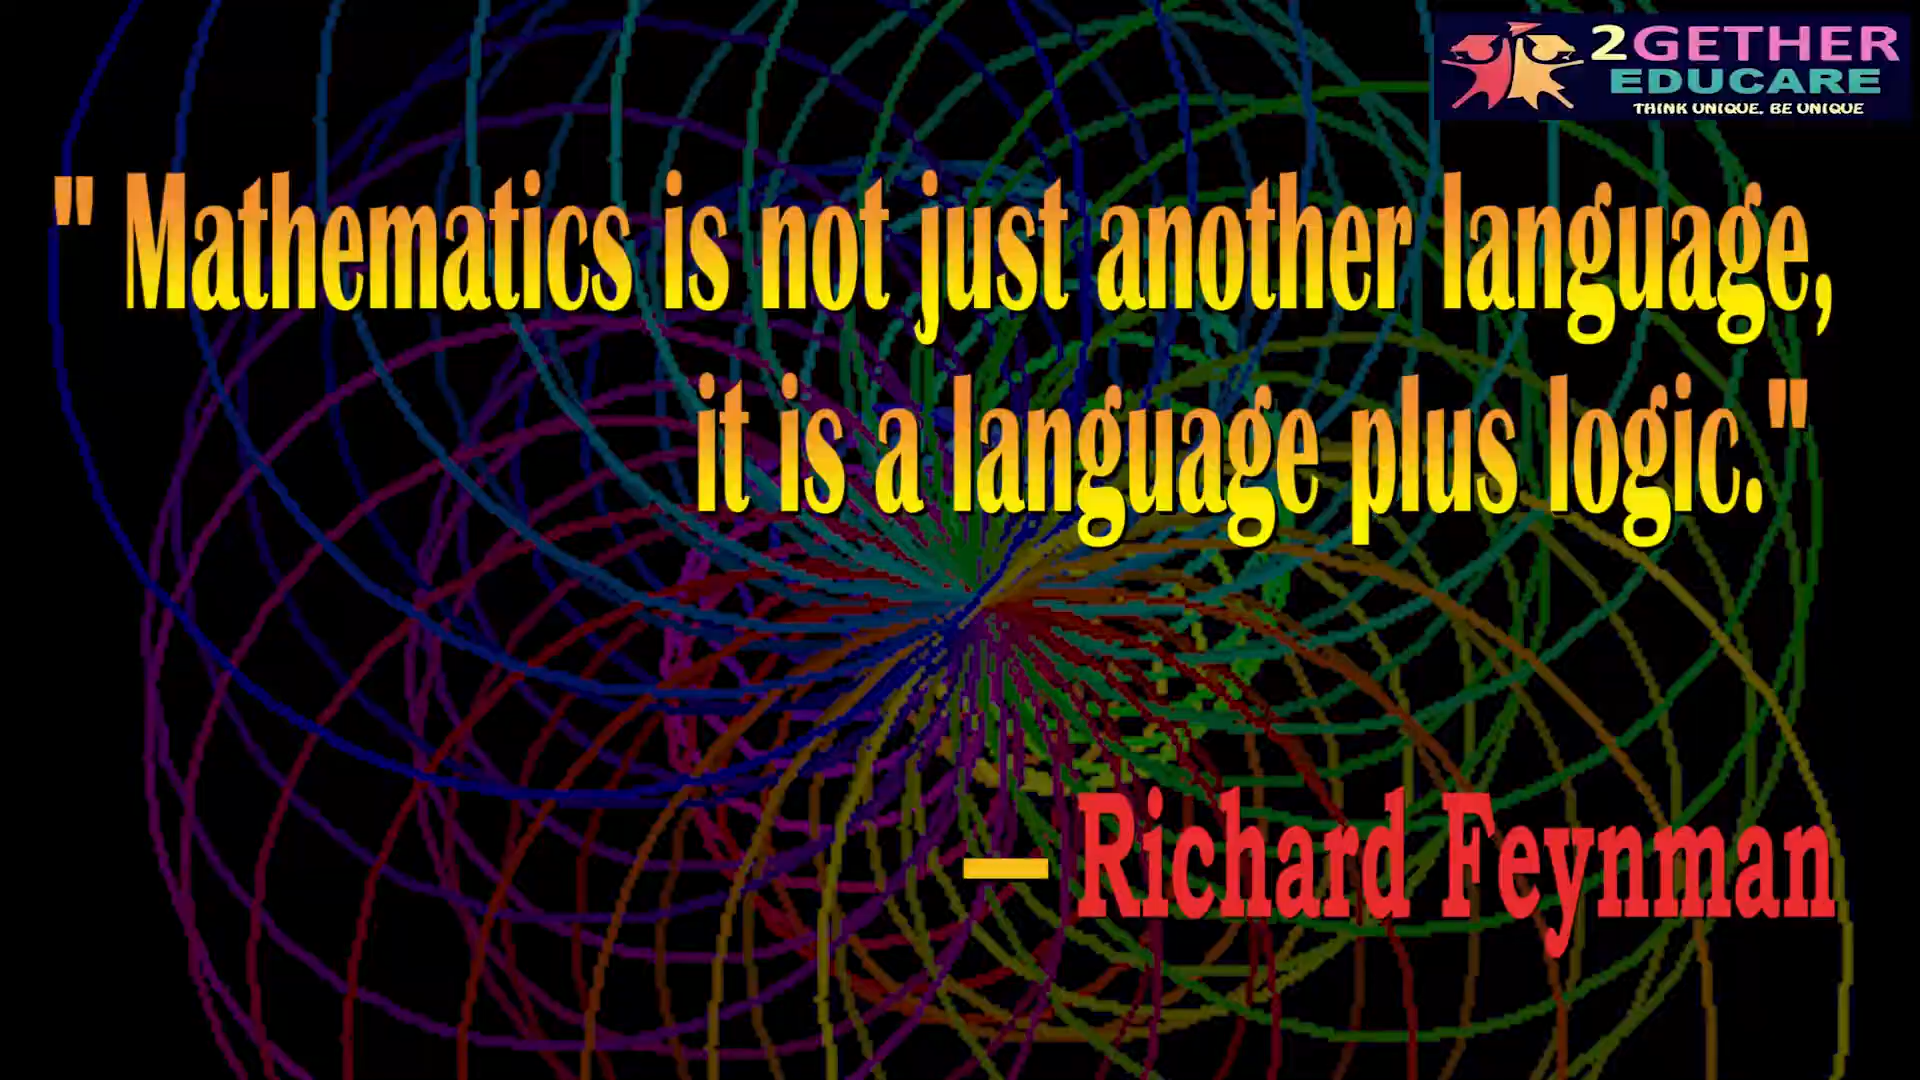 2GETHER
EDUCARE
THINK UNIQUE. BE UNIQUE
" Mathematics is not just another language,
it is a language plus logic."
— Richard Feynman